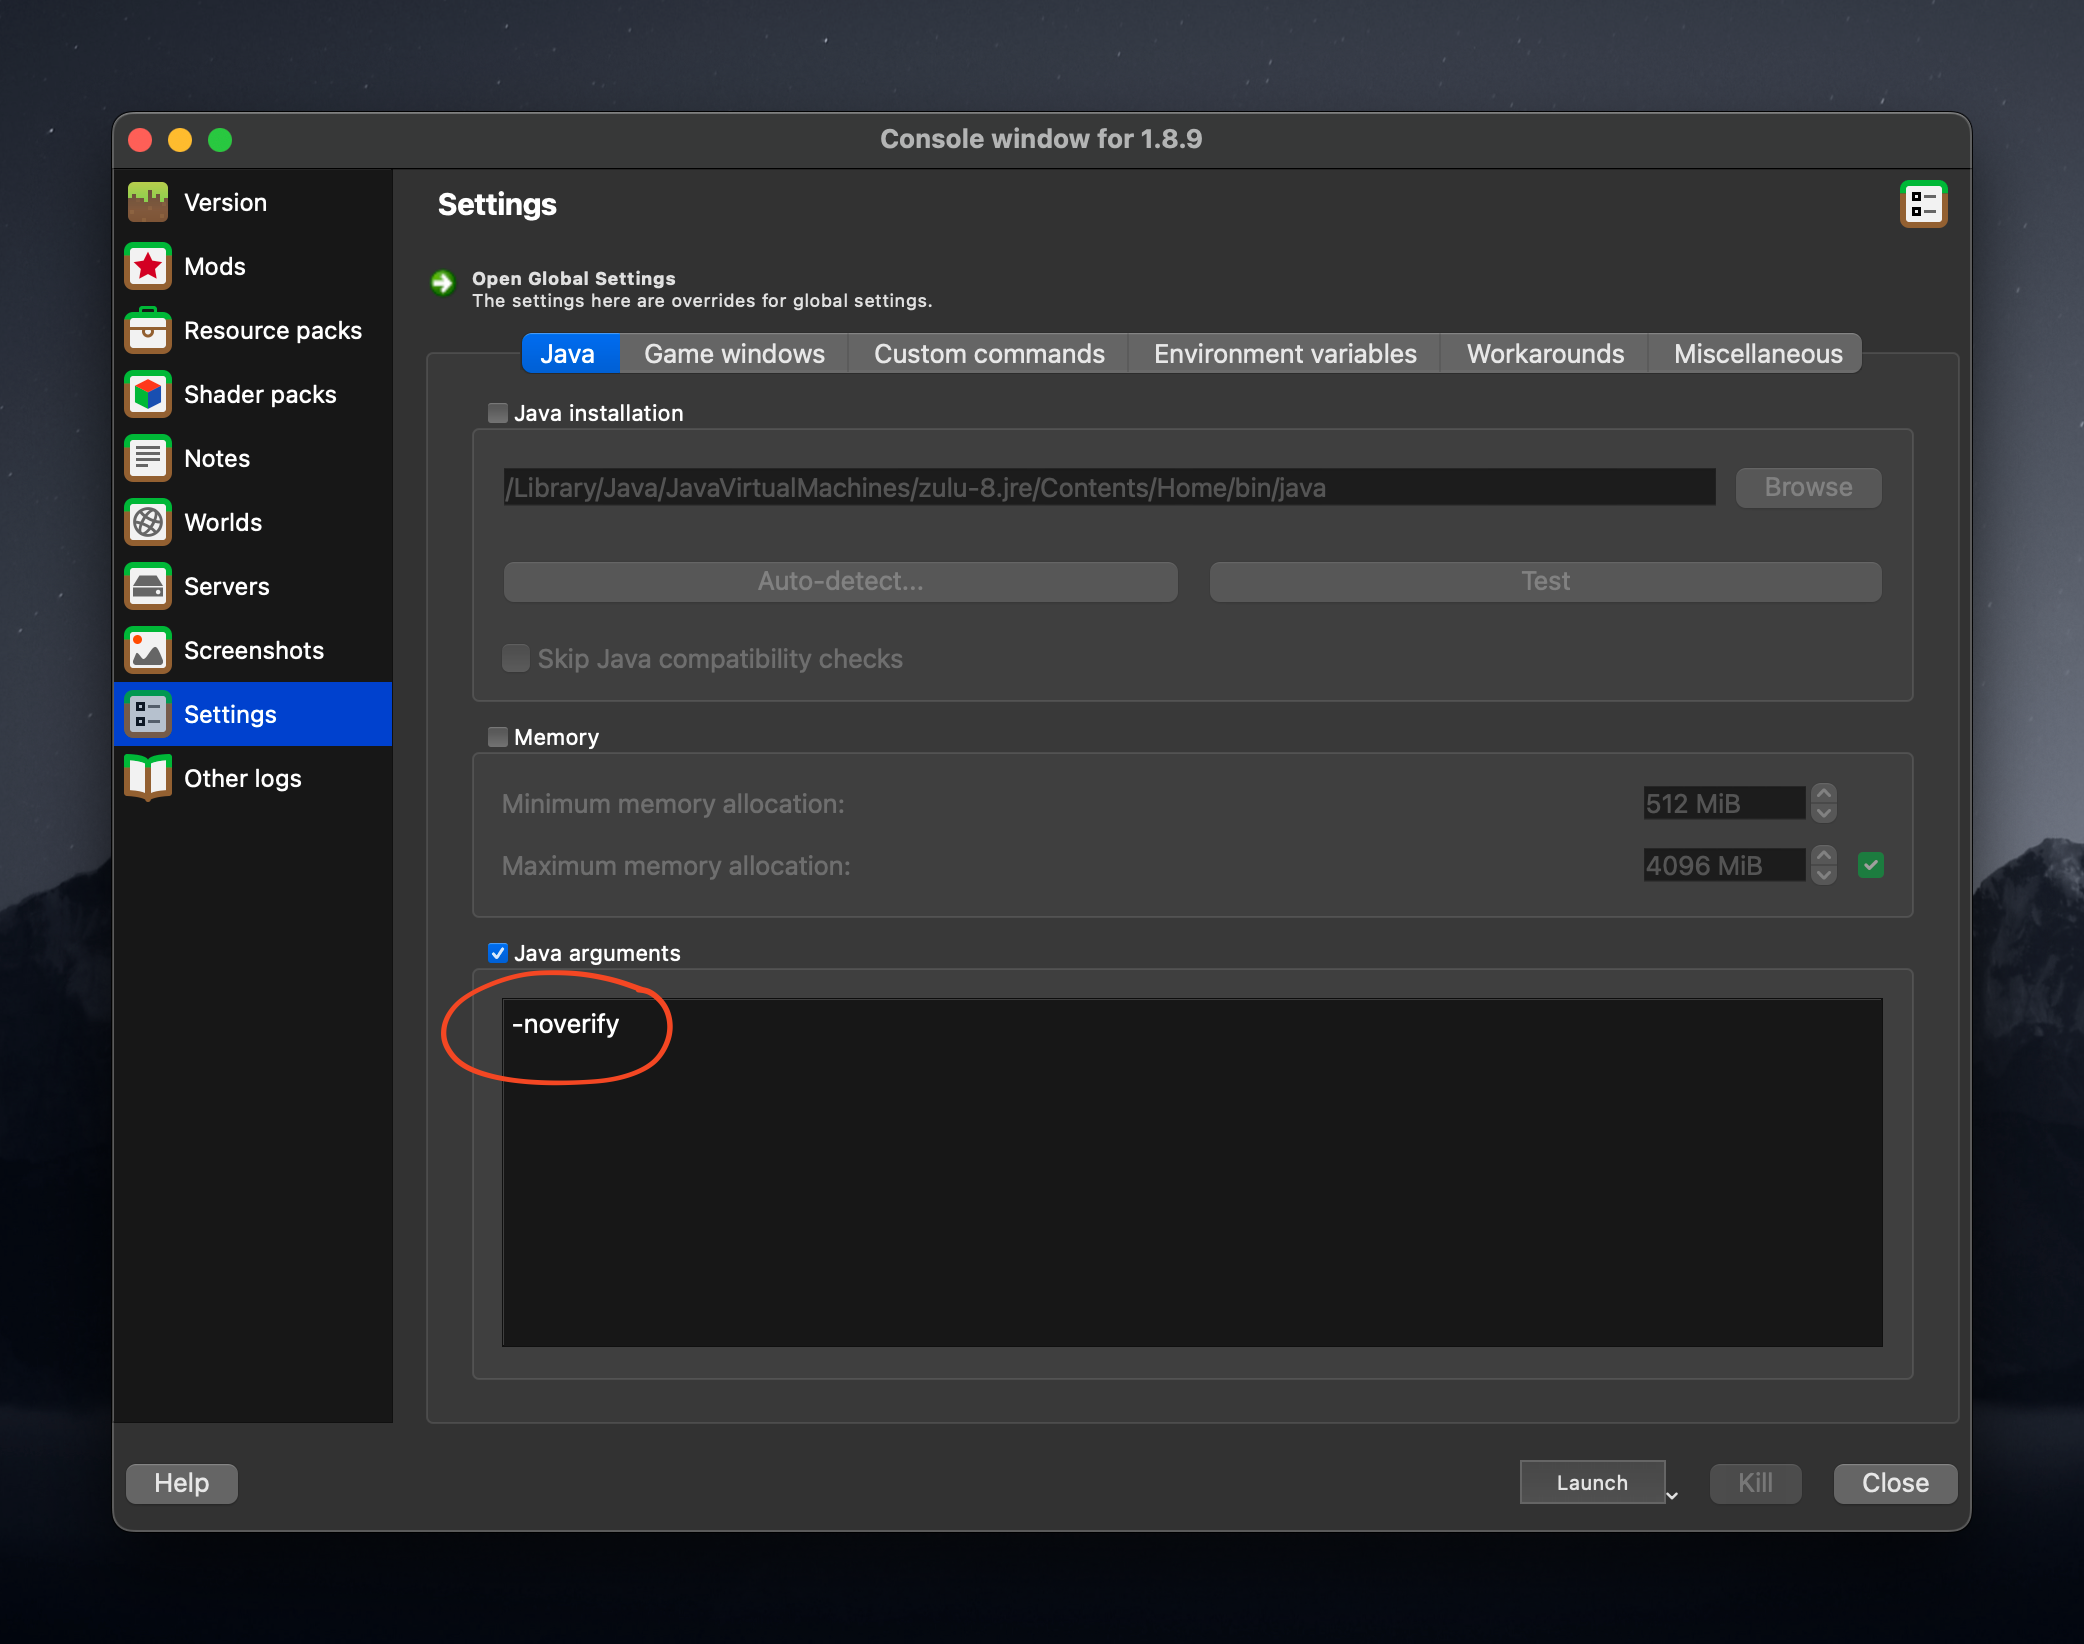 Console window for 1.8.9
Version
Mods
Resource packs
Shader packs
Notes
Worlds
Servers
Screenshots
Settings
Other logs
Settings
Open Global Settings
The settings here are overrides for global settings.
Java Game windows Custom commands Environment variables Workarounds Miscellaneous
Java installation
/Library/Java/JavaVirtualMachines/zulu-8.jre/Contents/Home/bin/java Browse
Auto-detect... Test
Skip Java compatibility checks
Memory
Minimum memory allocation: 512 MiB
Maximum memory allocation: 4096 MiB
Java arguments
-noverify
Help Launch Kill Close